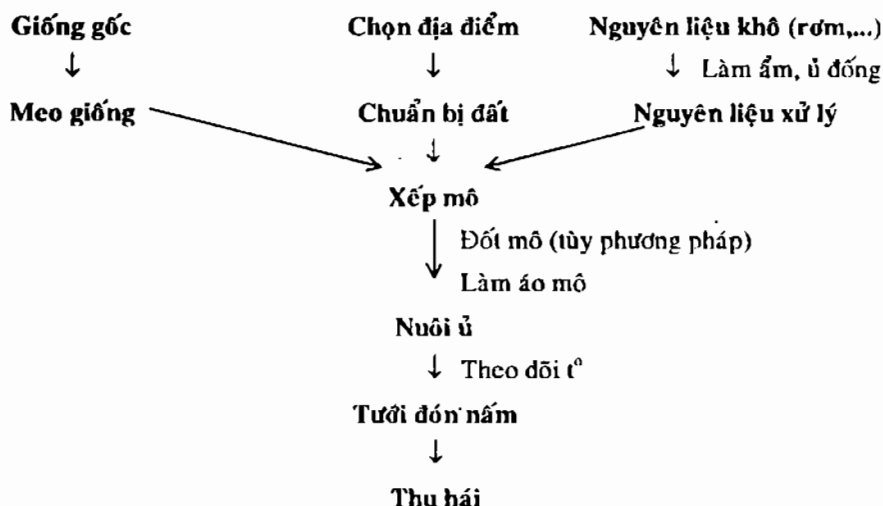 Giống gốc Chọn địa điểm Nguyên liệu khô (rơm,...)
↓ ↓ ↓ Làm ẩm, ủ đống
Meo giống Chuẩn bị đất Nguyên liệu xử lý
↓
Xếp mô
Đốt mô (tùy phương pháp)
Làm áo mô
Nuôi ủ
↓ Theo dõi t°
Tưới đón nấm
↓
Thu hái